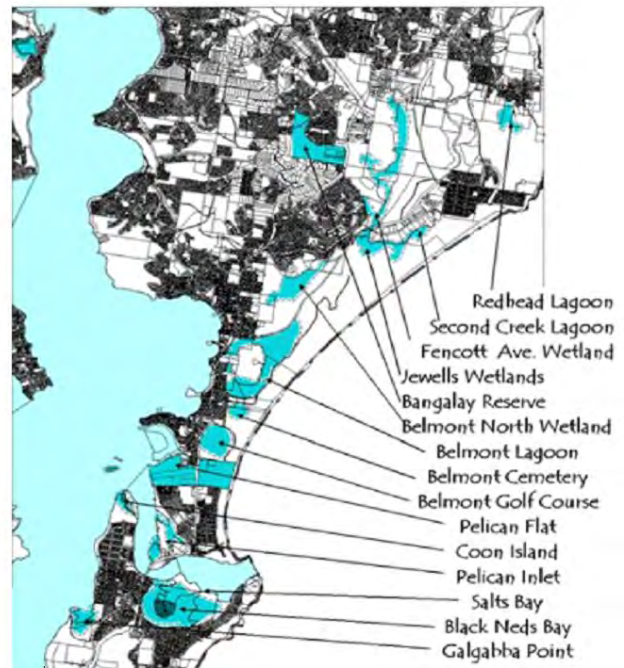 Redhead Lagoon
Second Creek Lagoon
Fencott Ave. Wetland
Jewells Wetlands
Bangalay Reserve
Belmont North Wetland
Belmont Lagoon
Belmont Cemetery
Belmont Golf Course
Pelican Flat
Coon Island
Pelican Inlet
Salts Bay
Black Neds Bay
Galgabba Point